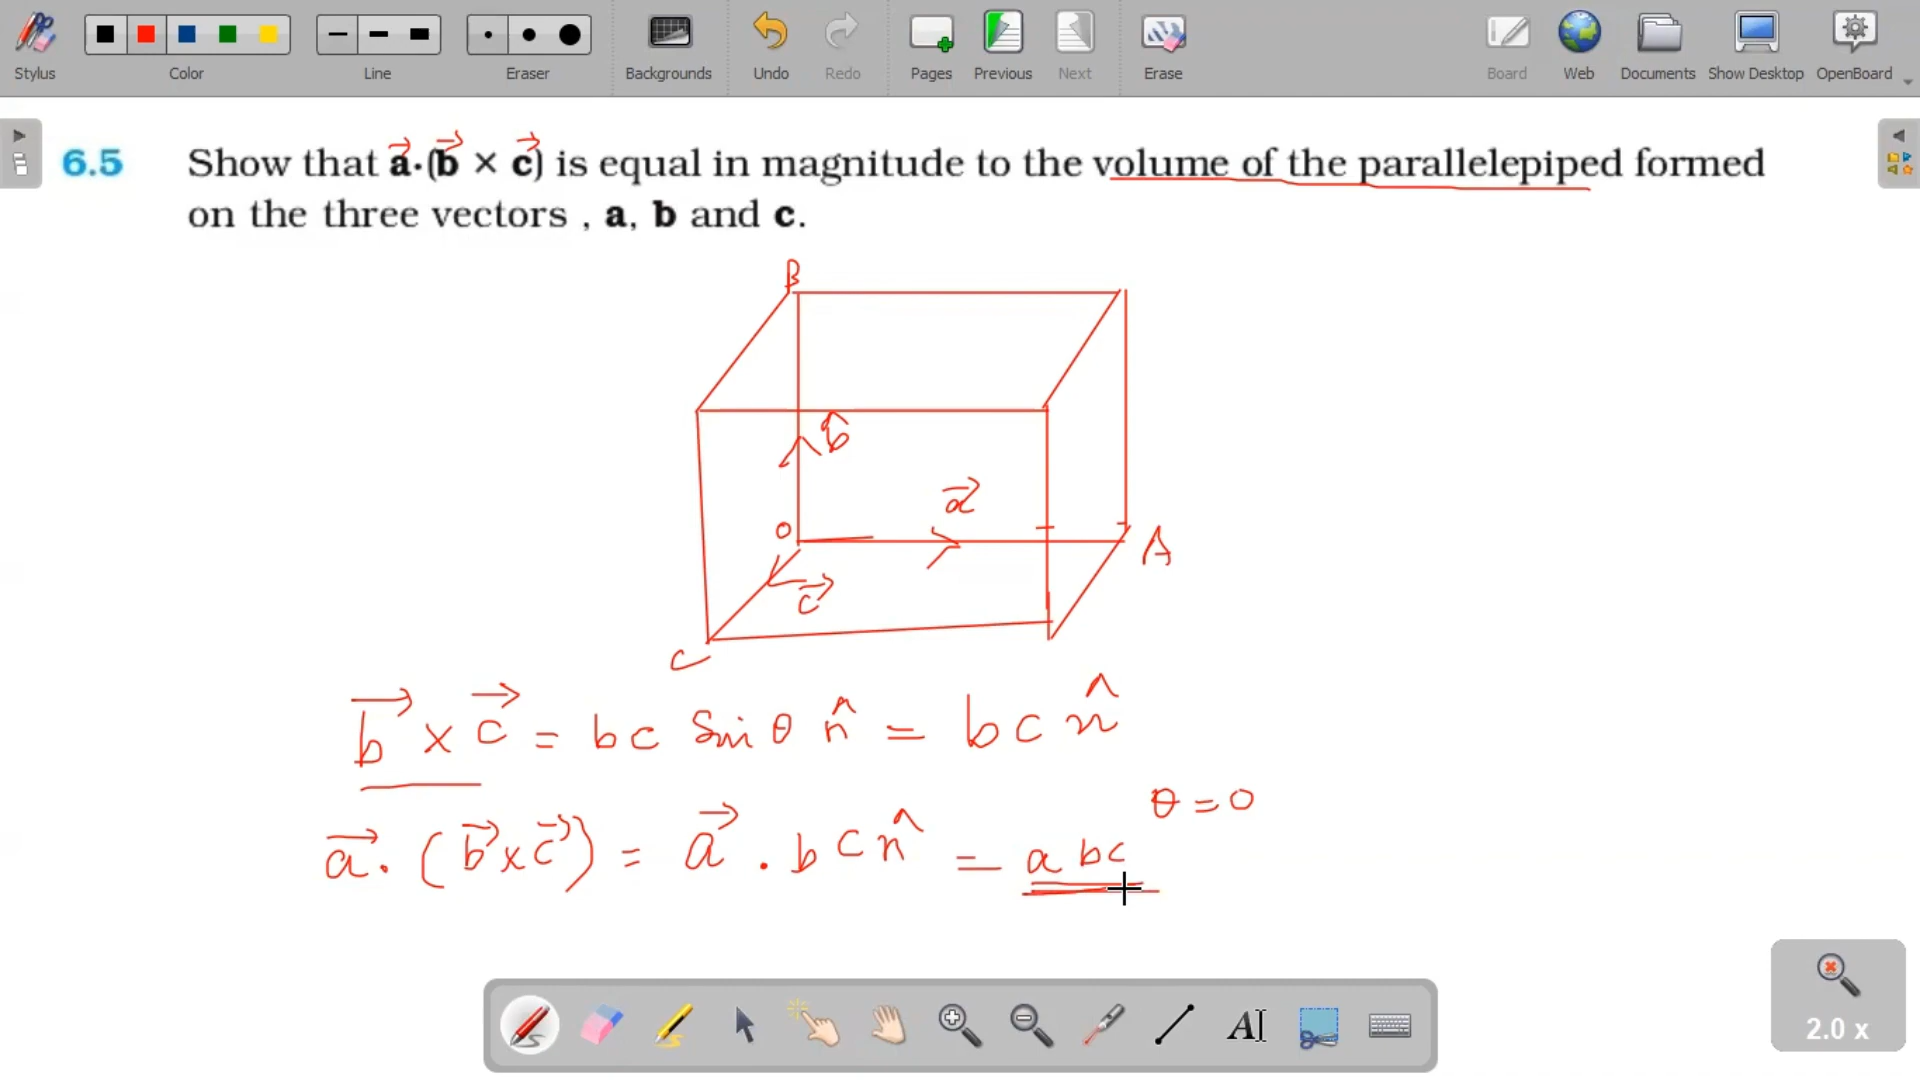 Stylus Color Line Eraser Backgrounds Undo Redo Pages Previous Next Erase Board Web Documents Show Desktop OpenBoard
6.5 Show that a⃗·(b⃗ × c⃗) is equal in magnitude to the volume of the parallelepiped formed
on the three vectors , a, b and c.
B
b̂
a⃗
O
A
c⃗
C
b⃗ × c⃗ = bc Sin θ n̂ = bc n̂
θ = 0
a⃗ . (b⃗ × c⃗) = a⃗ . b c n̂ = a bc
AI
2.0 x